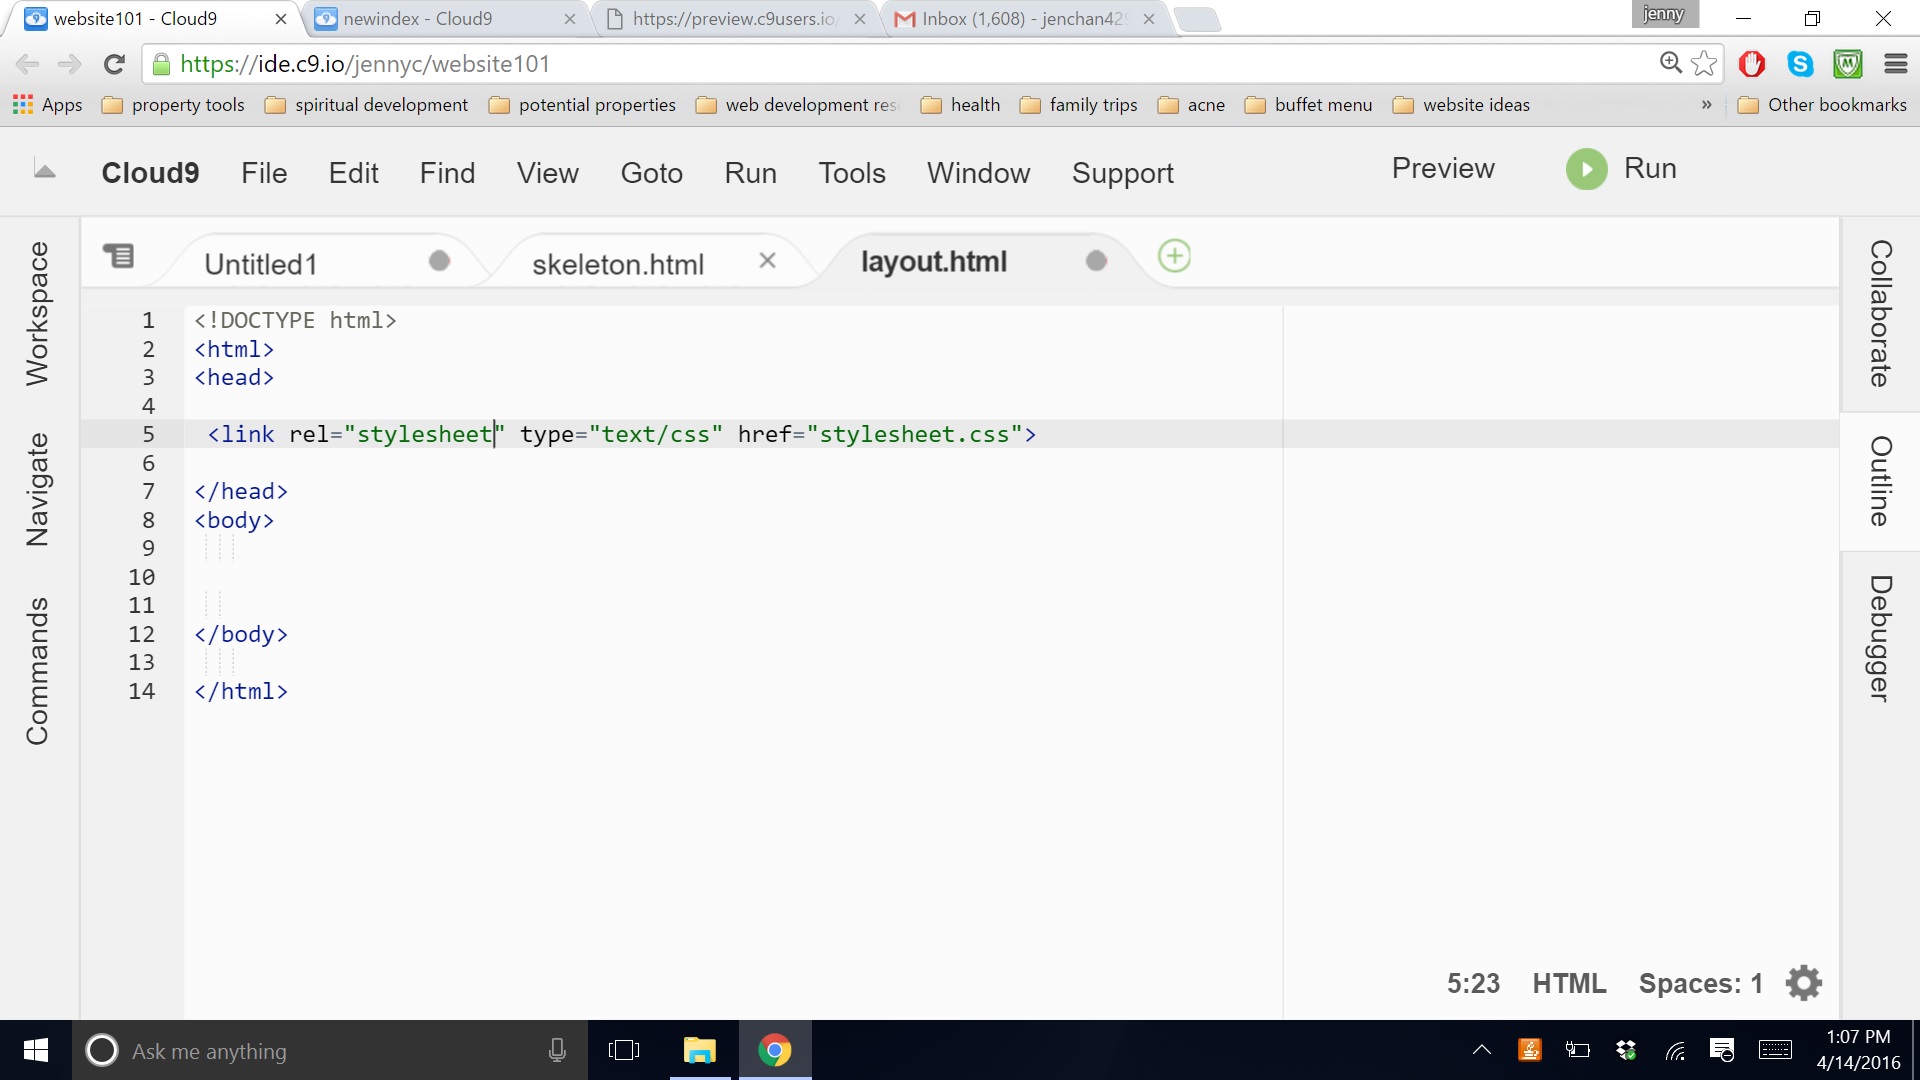 website101 - Cloud9
newindex - Cloud9
https://preview.c9users.io/
Inbox (1,608) - jenchan429
jenny
https://ide.c9.io/jennyc/website101
Apps property tools spiritual development potential properties web development res health family trips acne buffet menu website ideas » Other bookmarks
Cloud9 File Edit Find View Goto Run Tools Window Support Preview Run
Workspace
Navigate
Commands
Untitled1 skeleton.html layout.html
1 <!DOCTYPE html>
2 <html>
3 <head>
4
5 <link rel="stylesheet" type="text/css" href="stylesheet.css">
6
7 </head>
8 <body>
9
10
11
12 </body>
13
14 </html>
Collaborate
Outline
Debugger
5:23 HTML Spaces: 1
Ask me anything
1:07 PM
4/14/2016